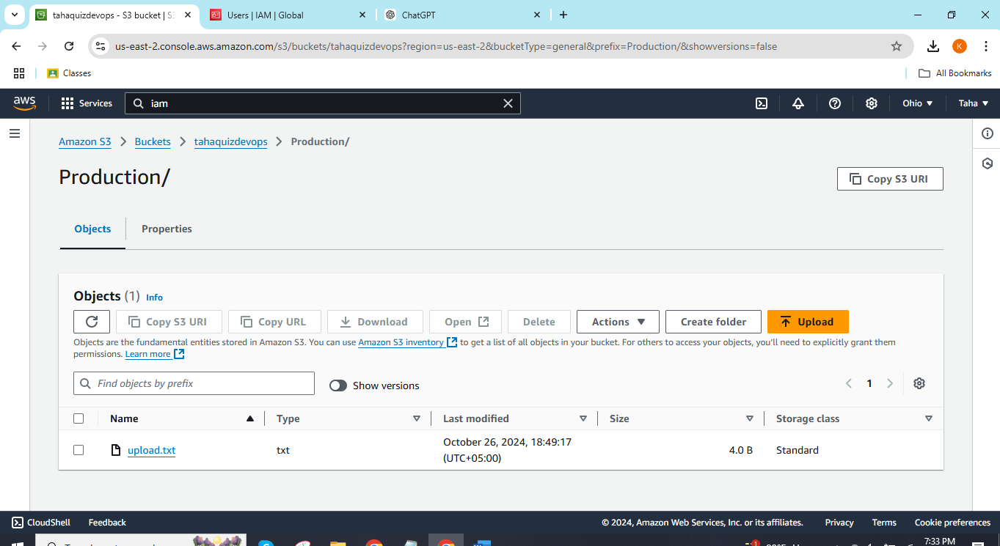 tahaquizdevops - S3 bucket | S3
Users | IAM | Global
ChatGPT
us-east-2.console.aws.amazon.com/s3/buckets/tahaquizdevops?region=us-east-2&bucketType=general&prefix=Production/&showversions=false
K
Classes
All Bookmarks
aws
Services
iam
Ohio
Taha
Amazon S3
Buckets
tahaquizdevops
Production/
Production/
Copy S3 URI
Objects
Properties
Objects (1)
Info
Copy S3 URI
Copy URL
Download
Open
Delete
Actions
Create folder
Upload
Objects are the fundamental entities stored in Amazon S3. You can use Amazon S3 inventory to get a list of all objects in your bucket. For others to access your objects, you'll need to explicitly grant them
permissions. Learn more
Find objects by prefix
Show versions
1
Name
Type
Last modified
Size
Storage class
upload.txt
txt
October 26, 2024, 18:49:17
(UTC+05:00)
4.0 B
Standard
CloudShell
Feedback
© 2024, Amazon Web Services, Inc. or its affiliates.
Privacy
Terms
Cookie preferences
1
7:33 PM